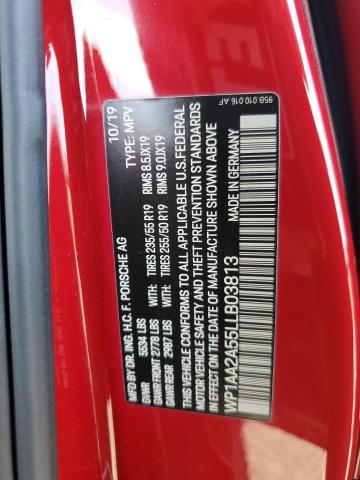 95B.010.016 AF
MFD BY DR. ING. H.C. F. PORSCHE AG 10/19
GVWR 5534 LBS TYPE: MPV
GAWR FRONT 2778 LBS WITH: TIRES 235/55 R19 RIMS 8.5JX19
GAWR REAR 2987 LBS WITH: TIRES 255/50 R19 RIMS 9.0JX19
THIS VEHICLE CONFORMS TO ALL APPLICABLE U.S. FEDERAL
MOTOR VEHICLE SAFETY AND THEFT PREVENTION STANDARDS
IN EFFECT ON THE DATE OF MANUFACTURE SHOWN ABOVE
WP1AA2A55LLB03813 MADE IN GERMANY